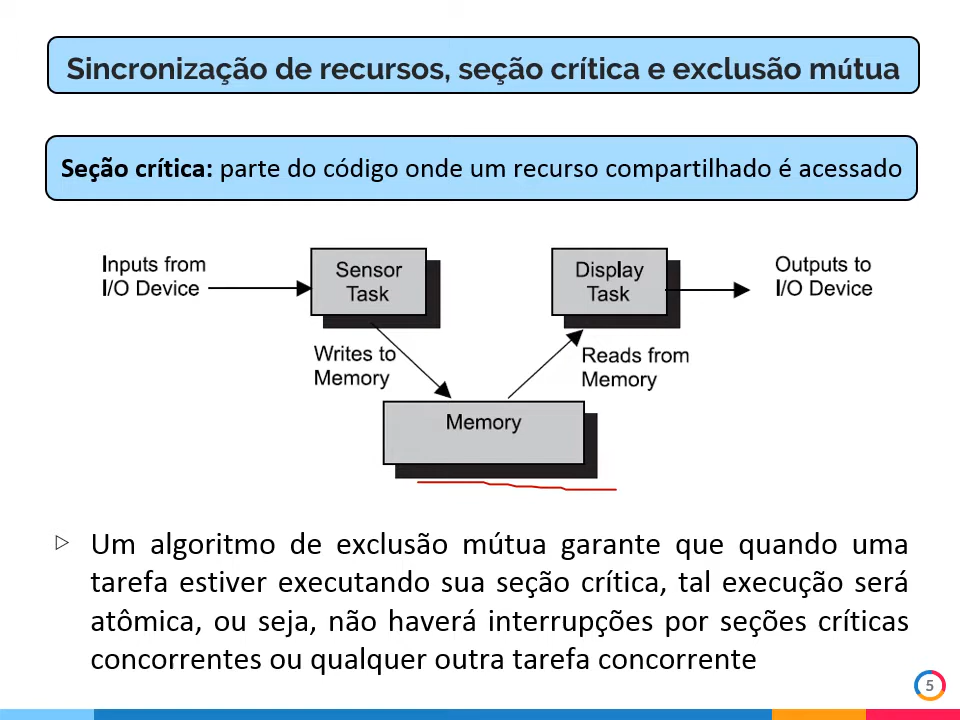 Sincronização de recursos, seção crítica e exclusão mútua
Seção crítica: parte do código onde um recurso compartilhado é acessado
Inputs from
I/O Device
Sensor
Task
Display
Task
Outputs to
I/O Device
Writes to
Memory
Reads from
Memory
Memory
Um algoritmo de exclusão mútua garante que quando uma
tarefa estiver executando sua seção crítica, tal execução será
atômica, ou seja, não haverá interrupções por seções críticas
concorrentes ou qualquer outra tarefa concorrente
5